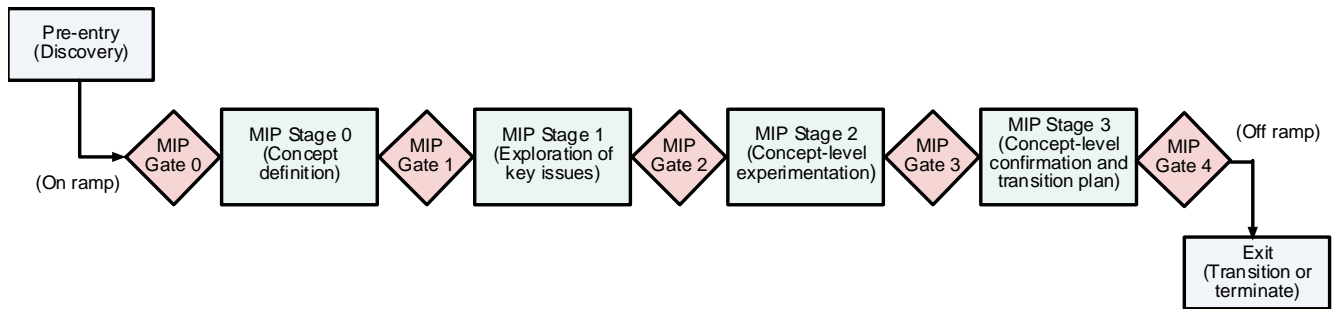 Pre-entry
(Discovery)
(On ramp)
MIP
Gate 0
MIP Stage 0
(Concept
definition)
MIP
Gate 1
MIP Stage 1
(Exploration of
key issues)
MIP
Gate 2
MIP Stage 2
(Concept-level
experimentation)
MIP
Gate 3
MIP Stage 3
(Concept-level
confirmation and
transition plan)
MIP
Gate 4
(Off ramp)
Exit
(Transition or
terminate)